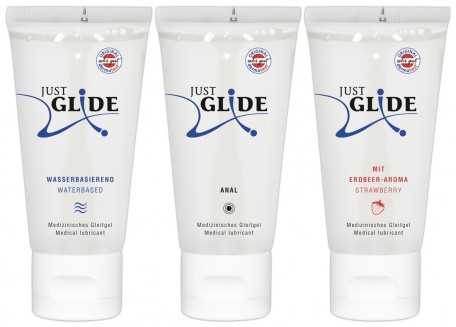 JUST
GLIDE
WASSERBASIEREND
WATERBASED
Medizinisches Gleitgel
Medical lubricant
JUST
GLIDE
ANAL
Medizinisches Gleitgel
Medical lubricant
JUST
GLIDE
MIT
ERDBEER-AROMA
STRAWBERRY
Medizinisches Gleitgel
Medical lubricant